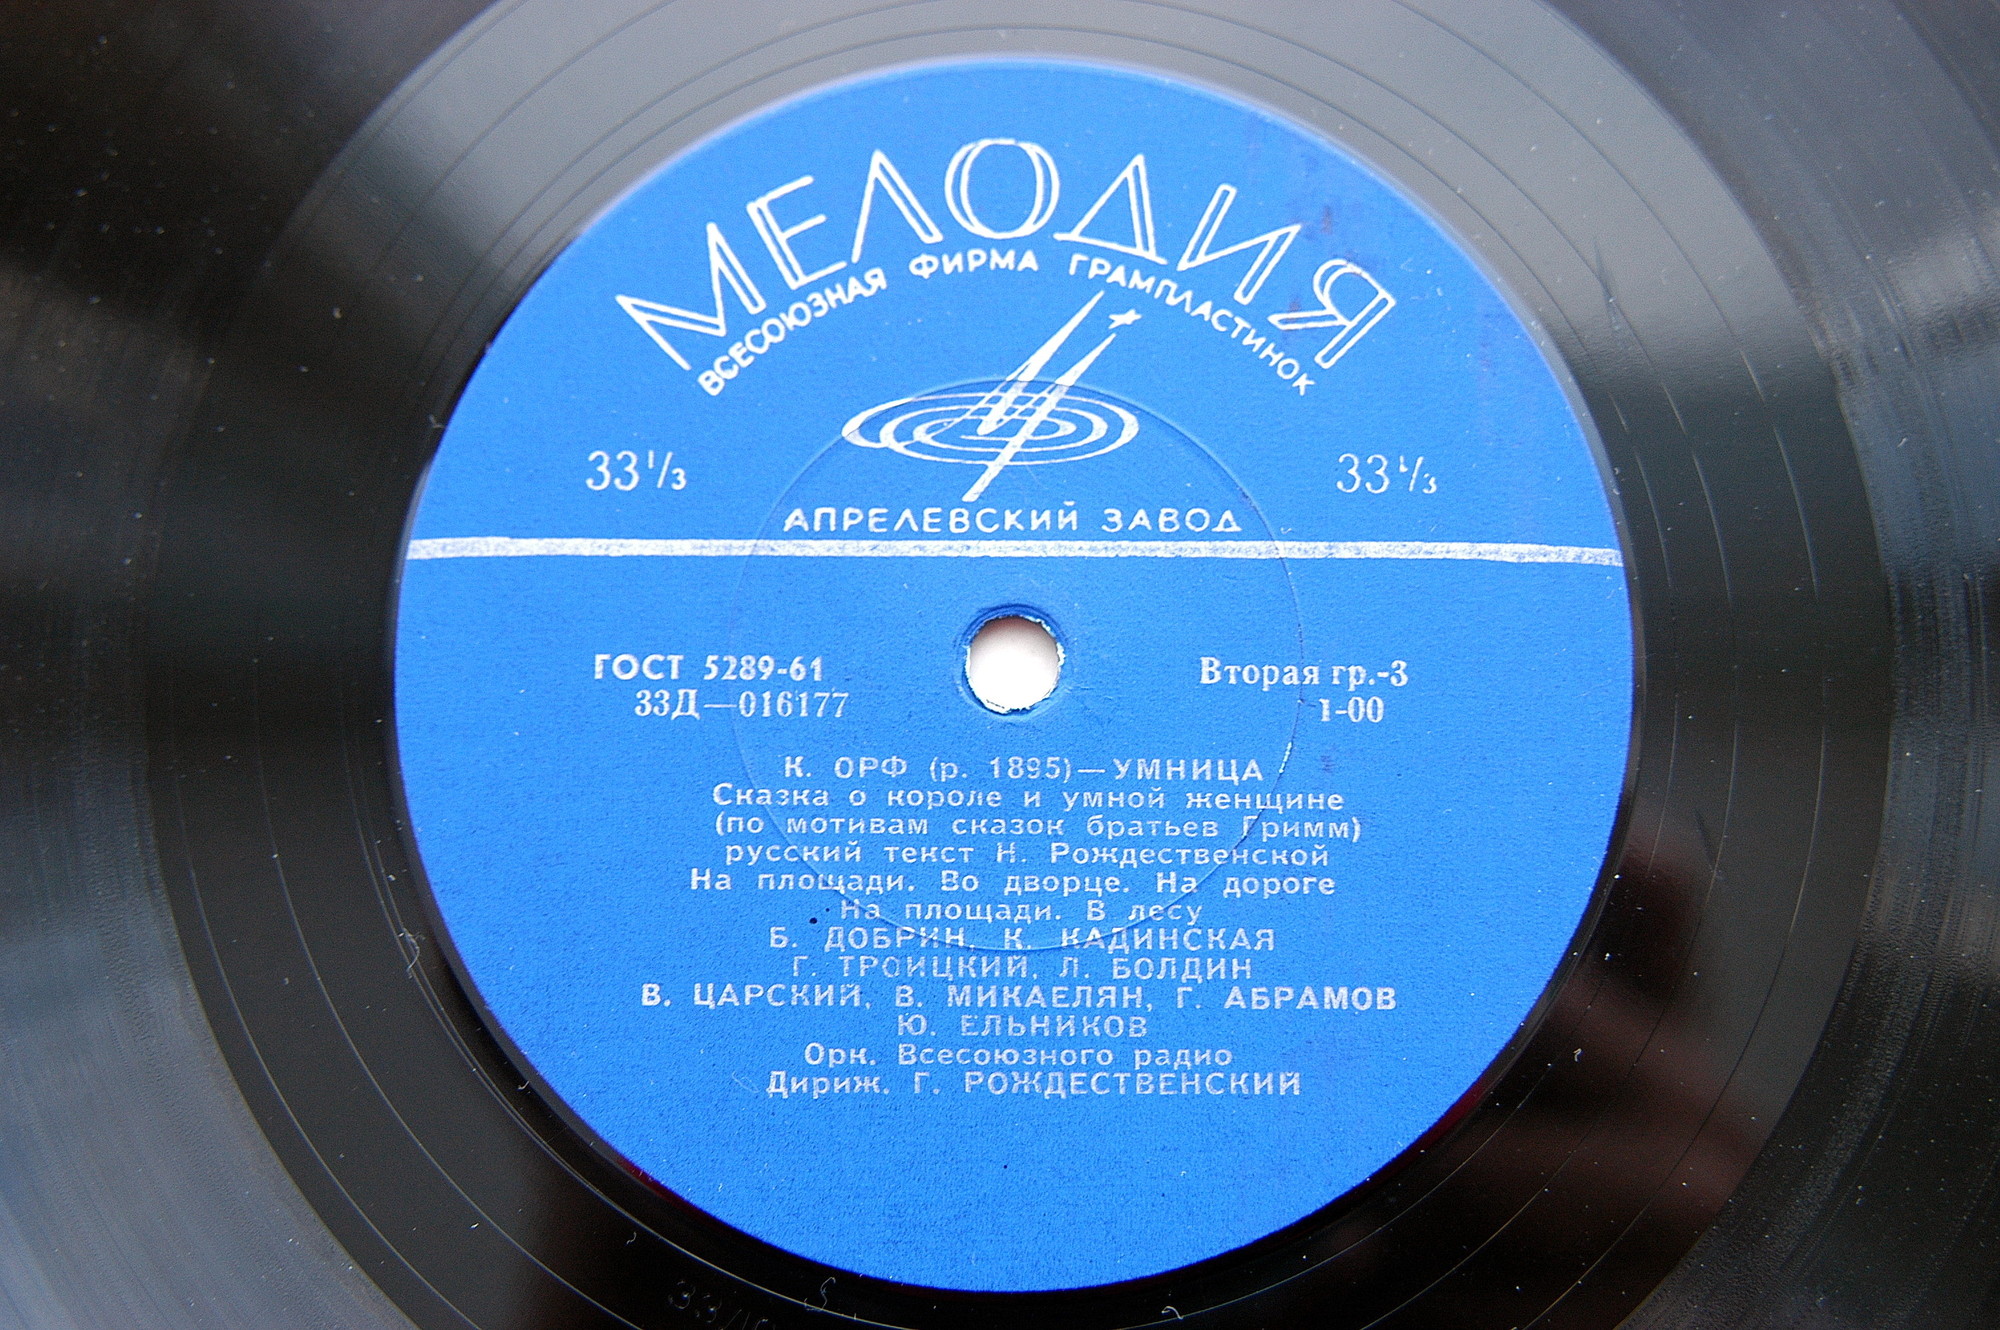 МЕЛОДИЯ
ВСЕСОЮЗНАЯ ФИРМА ГРАМПЛАСТИНОК
33 1/3
33 1/3
АПРЕЛЕВСКИЙ ЗАВОД
ГОСТ 5289-61
Вторая гр.-3
33Д—016177
1-00
К. ОРФ (р. 1895) — УМНИЦА
Сказка о короле и умной женщине
(по мотивам сказок братьев Гримм)
русский текст Н. Рождественской
На площади. Во дворце. На дороге
На площади. В лесу
Б. ДОБРИН, К. КАДИНСКАЯ
Г. ТРОИЦКИЙ, Л. БОЛДИН
В. ЦАРСКИЙ, В. МИКАЕЛЯН, Г. АБРАМОВ
Ю. ЕЛЬНИКОВ
Орк. Всесоюзного радио
Дириж. Г. РОЖДЕСТВЕНСКИЙ